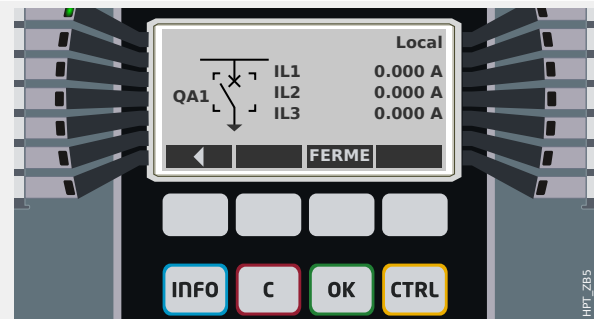 Local
IL1 0.000 A
QA1 IL2 0.000 A
IL3 0.000 A
FERME
INFO C OK CTRL
HPT_ZB5